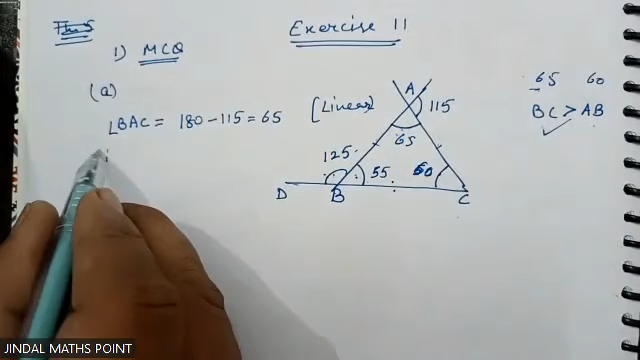 Exercise 11
1) MCQ
(a)
∠BAC = 180 - 115 = 65 [Linear]
A
115
65
125
55
60
D
B
C
65 60
BC > AB
JINDAL MATHS POINT